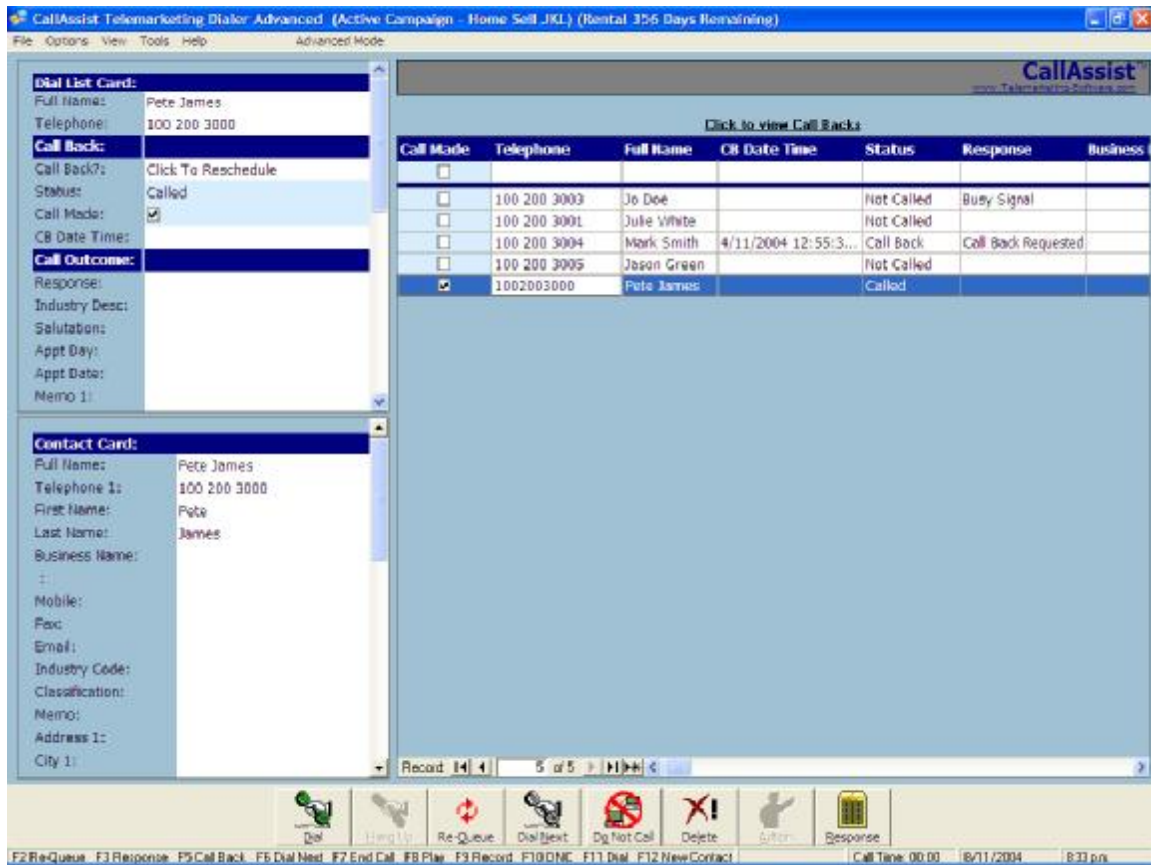 CallAssist Telemarketing Dialer Advanced (Active Campaign - Home Sell JKL) (Rental 356 Days Remaining)
File Options View Tools Help Advanced Mode
Dial List Card:
Full Name: Pete James
Telephone: 100 200 3000
Call Back:
Call Back?: Click To Reschedule
Status: Called
Call Made:
CB Date Time:
Call Outcome:
Response:
Industry Desc:
Salutation:
Appt Day:
Appt Date:
Memo 1:
Contact Card:
Full Name: Pete James
Telephone 1: 100 200 3000
First Name: Pete
Last Name: James
Business Name:
:
Mobile:
Fax:
Email:
Industry Code:
Classification:
Memo:
Address 1:
City 1:
CallAssist™
www.Telemarketing-Software.com
Click to view Call Backs
Call Made Telephone Full Name CB Date Time Status Response Business
100 200 3003 Jo Doe Not Called Busy Signal
100 200 3001 Julie White Not Called
100 200 3004 Mark Smith 4/11/2004 12:55:3... Call Back Call Back Requested
100 200 3005 Jason Green Not Called
1002003000 Pete James Called
Record: 5 of 5
Dial Hang Up Re-Queue Dial Next Do Not Call Delete Response
F2 Re-Queue F3 Response F5 Call Back F6 Dial Next F7 End Call F8 Play F9 Record F10 DNC F11 Dial F12 New Contact Call Time: 00:00 8/11/2004 8:33 pm